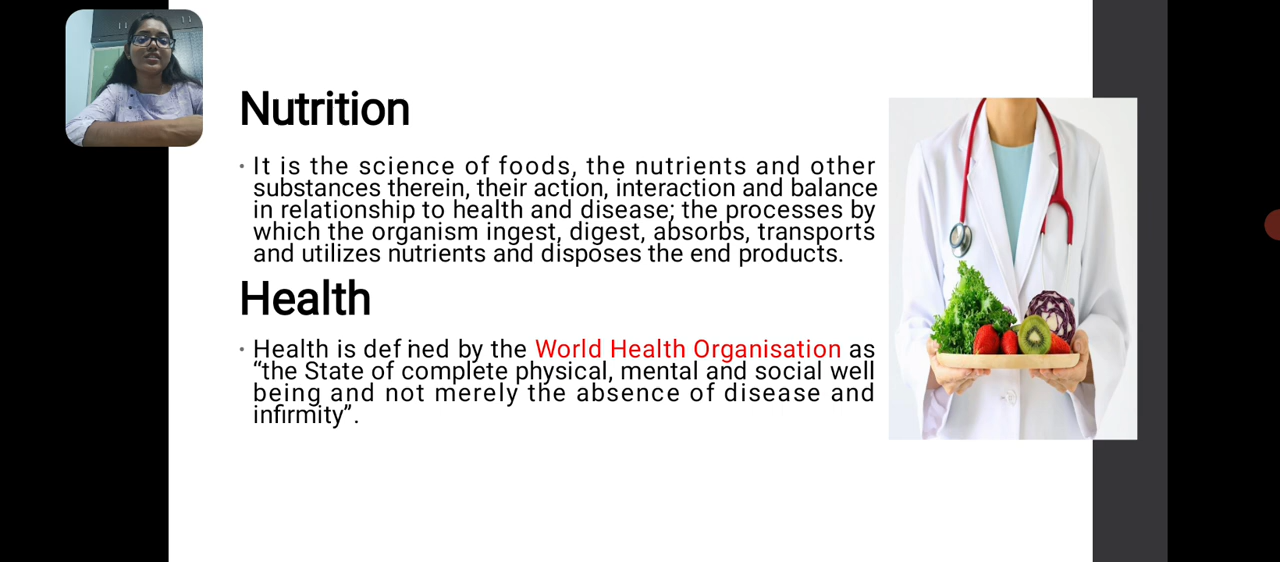 Nutrition
• It is the science of foods, the nutrients and other
substances therein, their action, interaction and balance
in relationship to health and disease; the processes by
which the organism ingest, digest, absorbs, transports
and utilizes nutrients and disposes the end products.
Health
• Health is defined by the World Health Organisation as
“the State of complete physical, mental and social well
being and not merely the absence of disease and
infirmity”.